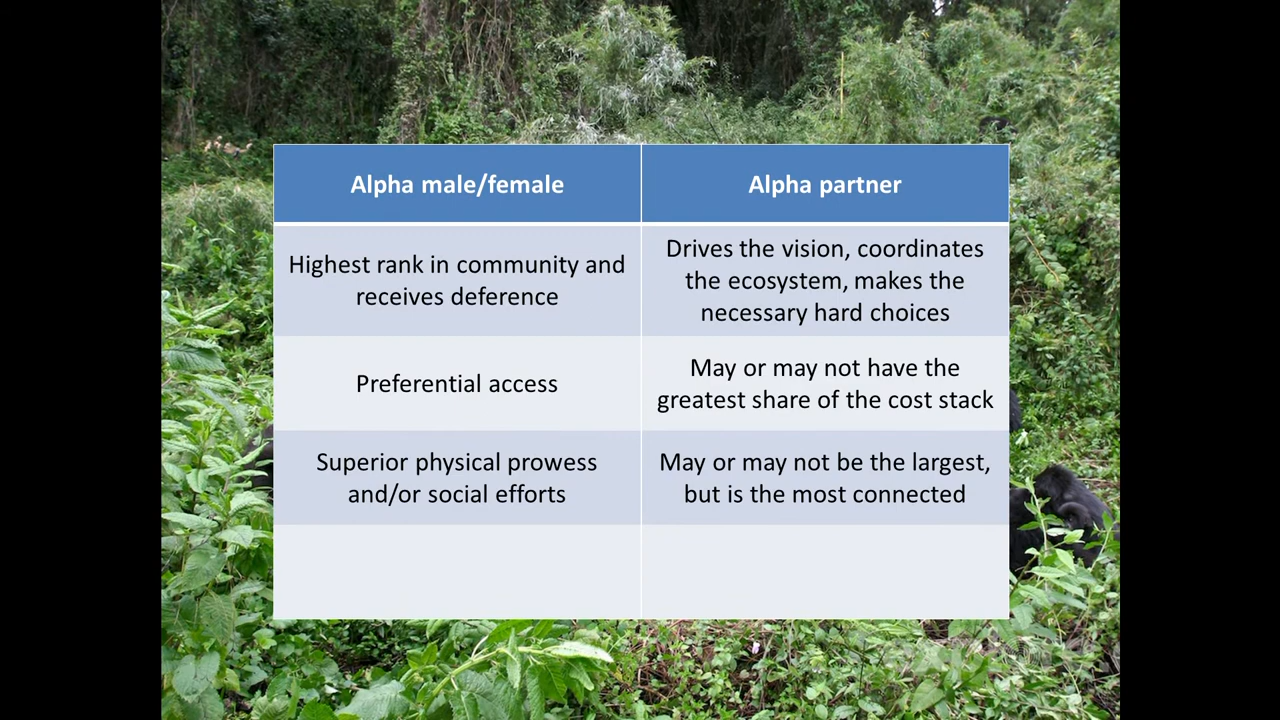 Alpha male/female
Alpha partner
Highest rank in community and
receives deference
Drives the vision, coordinates
the ecosystem, makes the
necessary hard choices
Preferential access
May or may not have the
greatest share of the cost stack
Superior physical prowess
and/or social efforts
May or may not be the largest,
but is the most connected